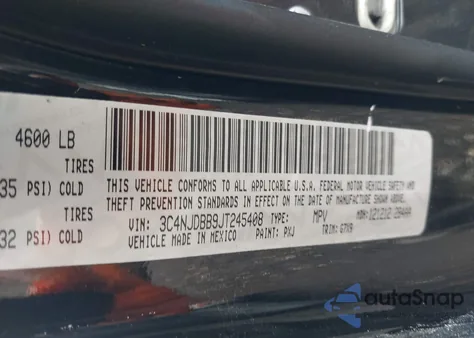 4600 LB
TIRES
35 PSI) COLD
TIRES
32 PSI) COLD
THIS VEHICLE CONFORMS TO ALL APPLICABLE U.S.A. FEDERAL MOTOR VEHICLE SAFETY AND
THEFT PREVENTION STANDARDS IN EFFECT ON THE DATE OF MANUFACTURE SHOWN ABOVE.
VIN: 3C4NJDBB9JT245408 TYPE: MPV MDH:
VEHICLE MADE IN MEXICO PAINT: PXJ TRIM:
autoSnap